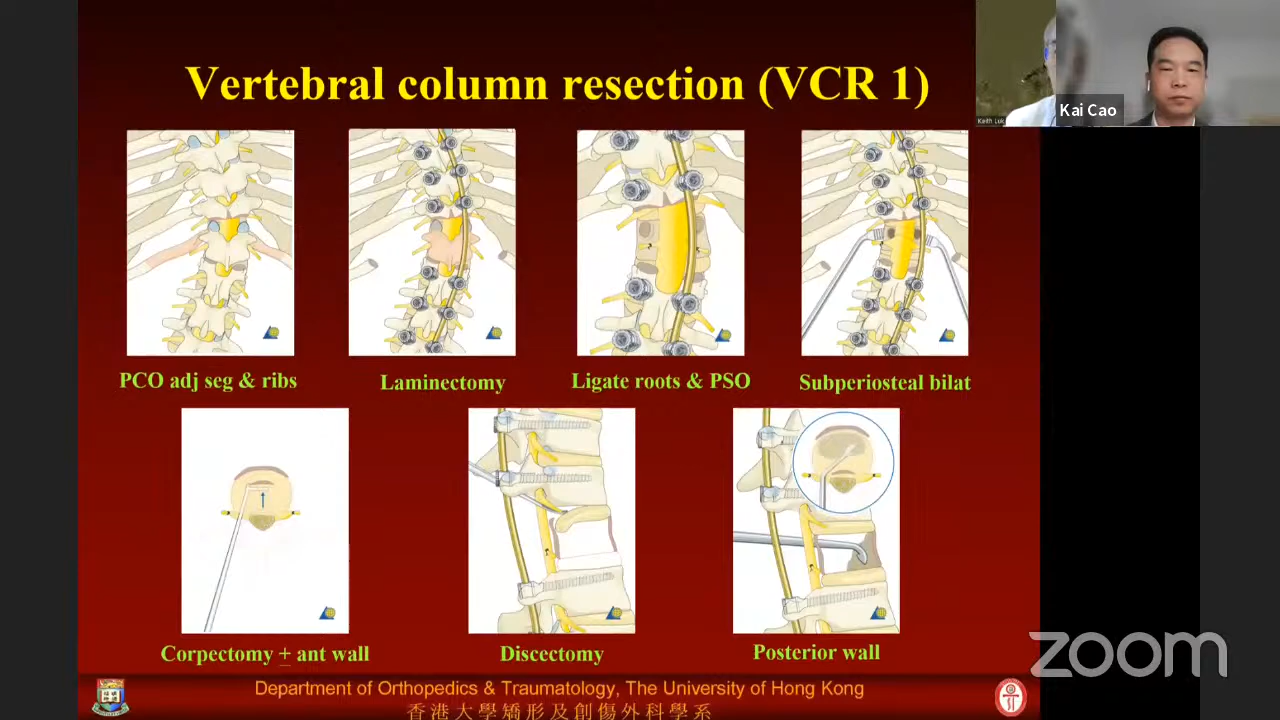 Vertebral column resection (VCR 1)
Keith Luk
Kai Cao
PCO adj seg & ribs
Laminectomy
Ligate roots & PSO
Subperiosteal bilat
Corpectomy ± ant wall
Discectomy
Posterior wall
zoom
Department of Orthopedics & Traumatology, The University of Hong Kong
香港大學矯形及創傷外科學系